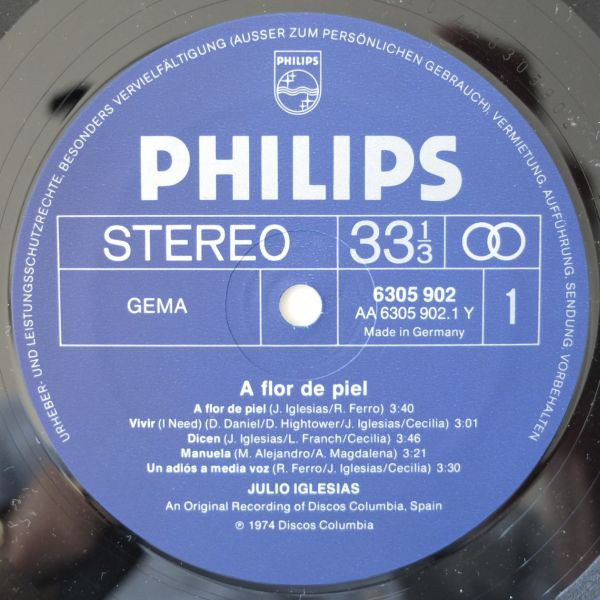 URHEBER- UND LEISTUNGSSCHUTZRECHTE, BESONDERS VERVIELFÄLTIGUNG (AUSSER ZUM PERSÖNLICHEN GEBRAUCH), VERMIETUNG, AUFFÜHRUNG, SENDUNG, VORBEHALTEN
PHILIPS
PHILIPS
STEREO 33 1/3
GEMA
6305 902
AA 6305 902.1 Y
Made in Germany
1
A flor de piel
A flor de piel (J. Iglesias/R. Ferro) 3:40
Vivir (I Need) (D. Daniel/D. Hightower/J. Iglesias/Cecilia) 3:01
Dicen (J. Iglesias/L. Franch/Cecilia) 3:46
Manuela (M. Alejandro/A. Magdalena) 3:21
Un adiós a media voz (R. Ferro/J. Iglesias/Cecilia) 3:30
JULIO IGLESIAS
An Original Recording of Discos Columbia, Spain
℗ 1974 Discos Columbia